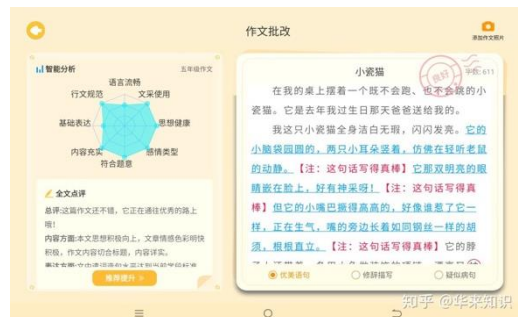 作文批改
添加作文照片
智能分析
五年级作文
语言流畅
行文规范
文采使用
基础表达
思想健康
内容充实
感情类型
符合题意
全文点评
总评:这篇作文还不错，它正在通往优秀的路上
哦!
内容方面:本文思想积极向上，文章情感色彩明快
积极，作文内容切合标题，内容详实。
推荐提升 >
小瓷猫
良好
字数: 611
在我的桌上摆着一个既不会跑、也不会跳的小
瓷猫。它是去年我过生日那天爸爸送给我的。
我这只小瓷猫全身洁白无瑕，闪闪发亮。它的
小脑袋园圆的，两只小耳朵竖着，仿佛在轻听老鼠
的动静。【注：这句话写得真棒】它那双明亮的眼
睛嵌在脸上，好有神采呀！【注：这句话写得真
棒】但它的小嘴巴撅得高高的，好像谁惹了它一
样，正在生气，嘴的旁边长着如同钢丝一样的胡
须，根根直立。【注：这句话写得真棒】它的脖
优美语句
修辞描写
疑似病句
知乎 @华来知识